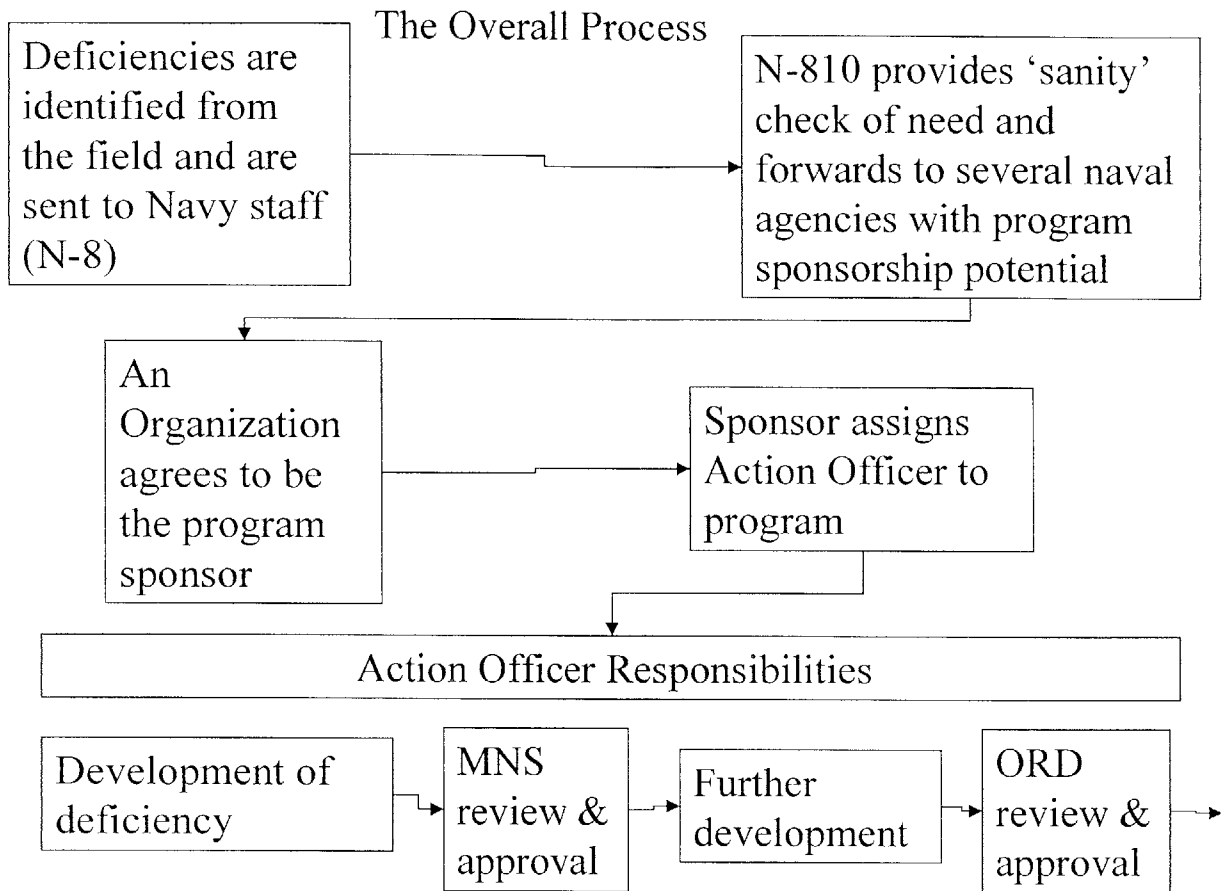 The Overall Process
Deficiencies are
identified from
the field and are
sent to Navy staff
(N-8)
N-810 provides ‘sanity’
check of need and
forwards to several naval
agencies with program
sponsorship potential
An
Organization
agrees to be
the program
sponsor
Sponsor assigns
Action Officer to
program
Action Officer Responsibilities
Development of
deficiency
MNS
review &
approval
Further
development
ORD
review &
approval